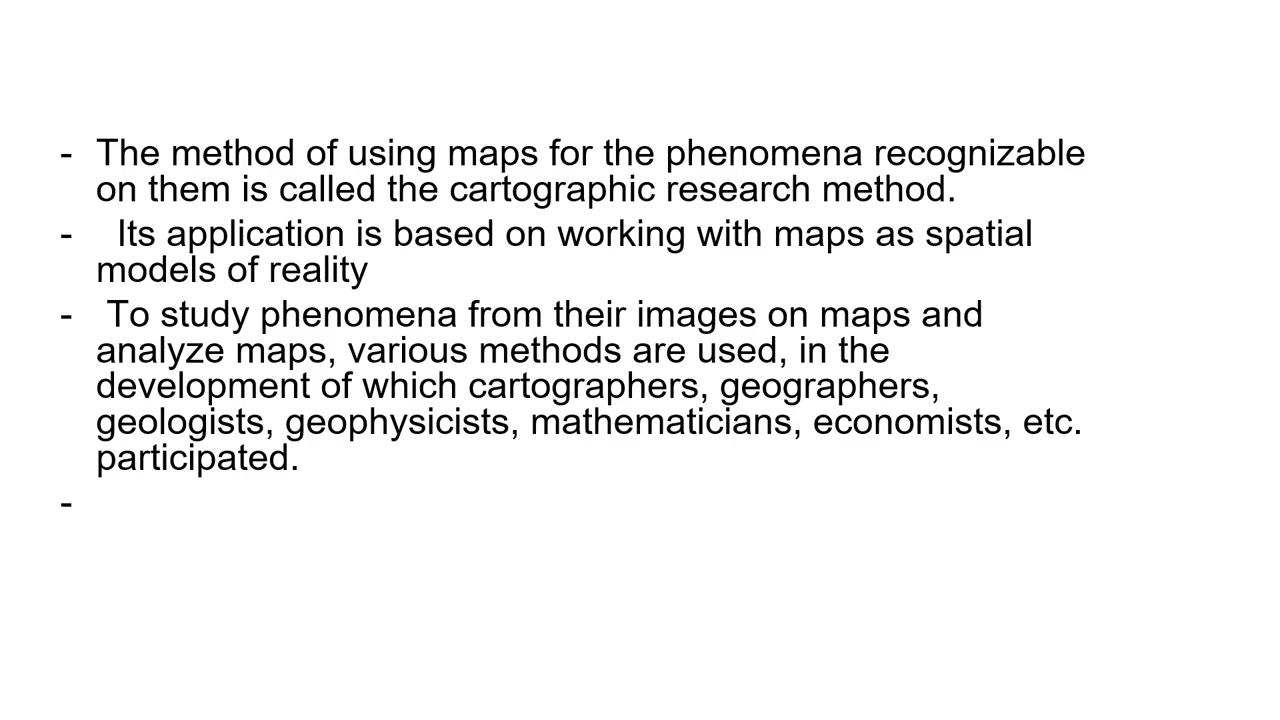 - The method of using maps for the phenomena recognizable
on them is called the cartographic research method.
- Its application is based on working with maps as spatial
models of reality
- To study phenomena from their images on maps and
analyze maps, various methods are used, in the
development of which cartographers, geographers,
geologists, geophysicists, mathematicians, economists, etc.
participated.
-